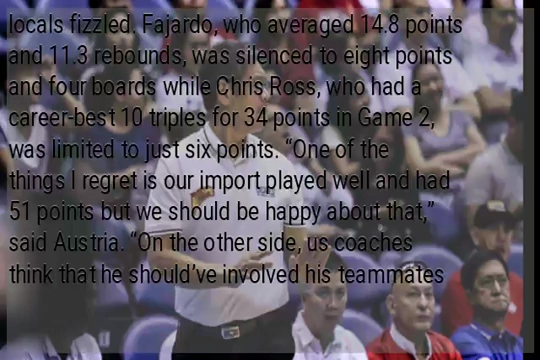 locals fizzled. Fajardo, who averaged 14.8 points
and 11.3 rebounds, was silenced to eight points
and four boards while Chris Ross, who had a
career-best 10 triples for 34 points in Game 2,
was limited to just six points. “One of the
things I regret is our import played well and had
51 points but we should be happy about that,”
said Austria. “On the other side, us coaches
think that he should’ve involved his teammates